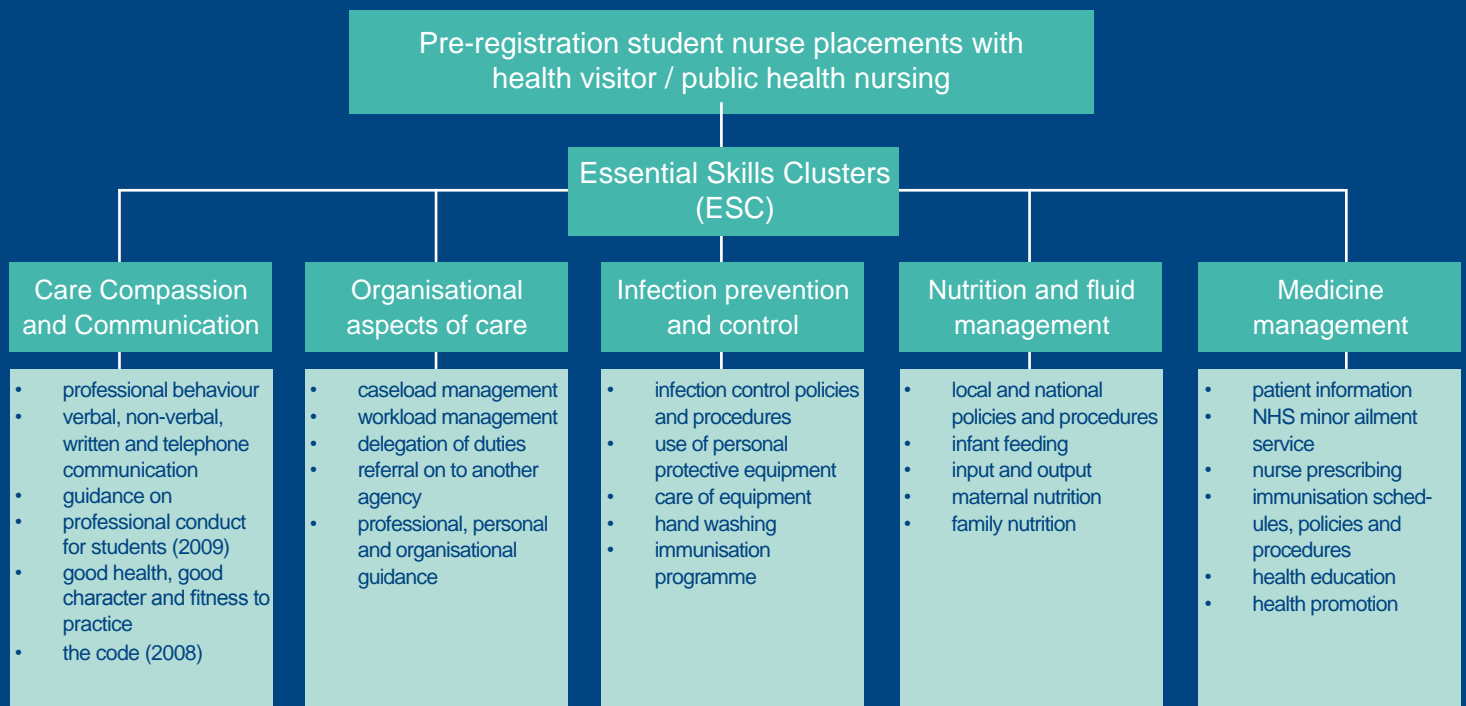 Pre-registration student nurse placements with
health visitor / public health nursing
Essential Skills Clusters
(ESC)
Care Compassion
and Communication
• professional behaviour
• verbal, non-verbal,
written and telephone
communication
• guidance on
• professional conduct
for students (2009)
• good health, good
character and fitness to
practice
• the code (2008)
Organisational
aspects of care
• caseload management
• workload management
• delegation of duties
• referral on to another
agency
• professional, personal
and organisational
guidance
Infection prevention
and control
• infection control policies
and procedures
• use of personal
protective equipment
• care of equipment
• hand washing
• immunisation
programme
Nutrition and fluid
management
• local and national
policies and procedures
• infant feeding
• input and output
• maternal nutrition
• family nutrition
Medicine
management
• patient information
• NHS minor ailment
service
• nurse prescribing
• immunisation sched-
ules, policies and
procedures
• health education
• health promotion